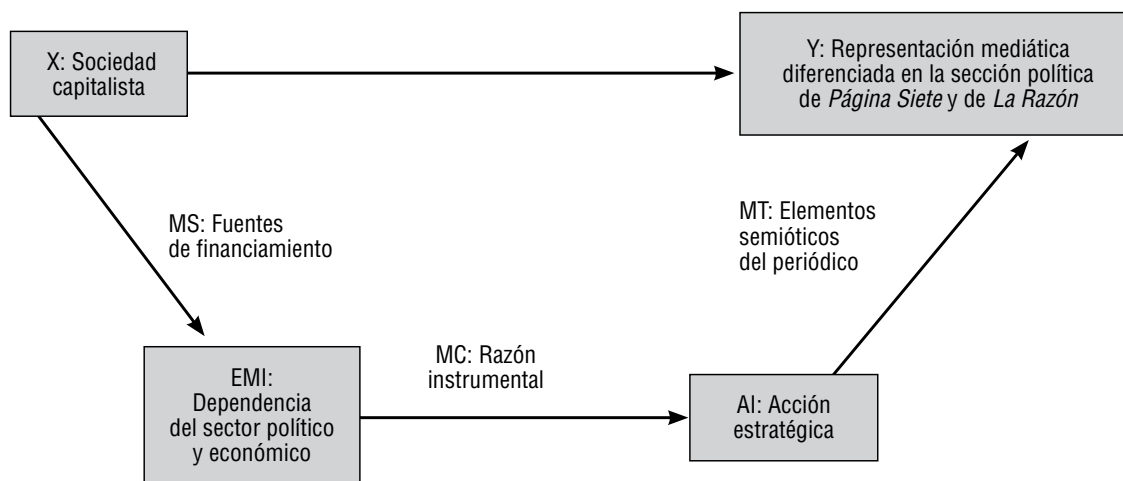 X: Sociedad
capitalista
Y: Representación mediática
diferenciada en la sección política
de Página Siete y de La Razón
MS: Fuentes
de financiamiento
MT: Elementos
semióticos
del periódico
EMI:
Dependencia
del sector político
y económico
MC: Razón
instrumental
AI: Acción
estratégica